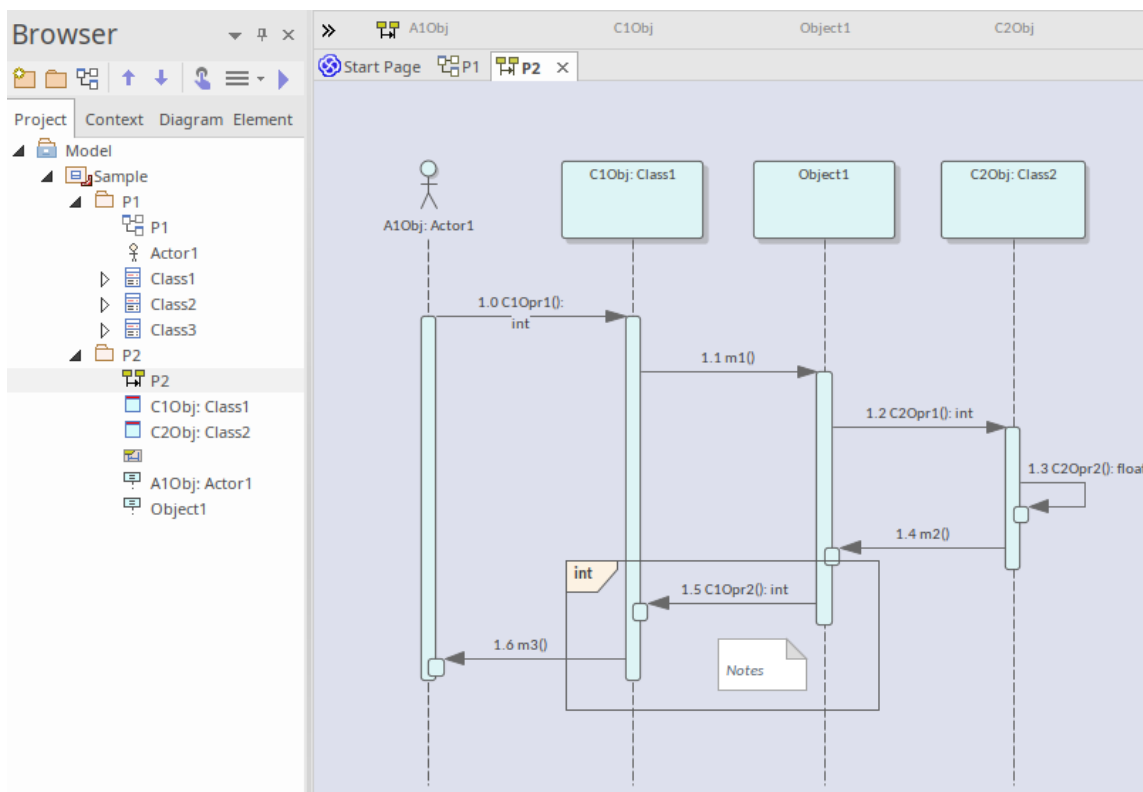 Browser
A1Obj
C1Obj
Object1
C2Obj
Start Page
P1
P2
Project
Context
Diagram
Element
Model
Sample
P1
P1
Actor1
Class1
Class2
Class3
P2
P2
C1Obj: Class1
C2Obj: Class2
A1Obj: Actor1
Object1
A1Obj: Actor1
C1Obj: Class1
Object1
C2Obj: Class2
1.0 C1Opr1():
int
1.1 m1()
1.2 C2Opr1(): int
1.3 C2Opr2(): float
1.4 m2()
int
1.5 C1Opr2(): int
1.6 m3()
Notes